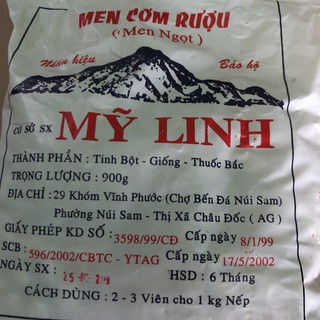 MEN CƠM RƯỢU
(Men Ngọt)
Nhãn hiệu Bảo hộ
CƠ SỞ SX MỸ LINH
THÀNH PHẦN : Tinh Bột - Giống - Thuốc Bắc
TRỌNG LƯỢNG : 900g
ĐỊA CHỈ : 29 Khóm Vĩnh Phước (Chợ Bến Đá Núi Sam)
Phường Núi Sam - Thị Xã Châu Đốc ( AG )
GIẤY PHÉP KD SỐ : 3598/99/CĐ Cấp ngày 8/1/99
SCB : 596/2002/CBTC - YTAG Cấp ngày 17/5/2002
NGÀY SX : HSD : 6 Tháng
CÁCH DÙNG : 2 - 3 Viên cho 1 kg Nếp